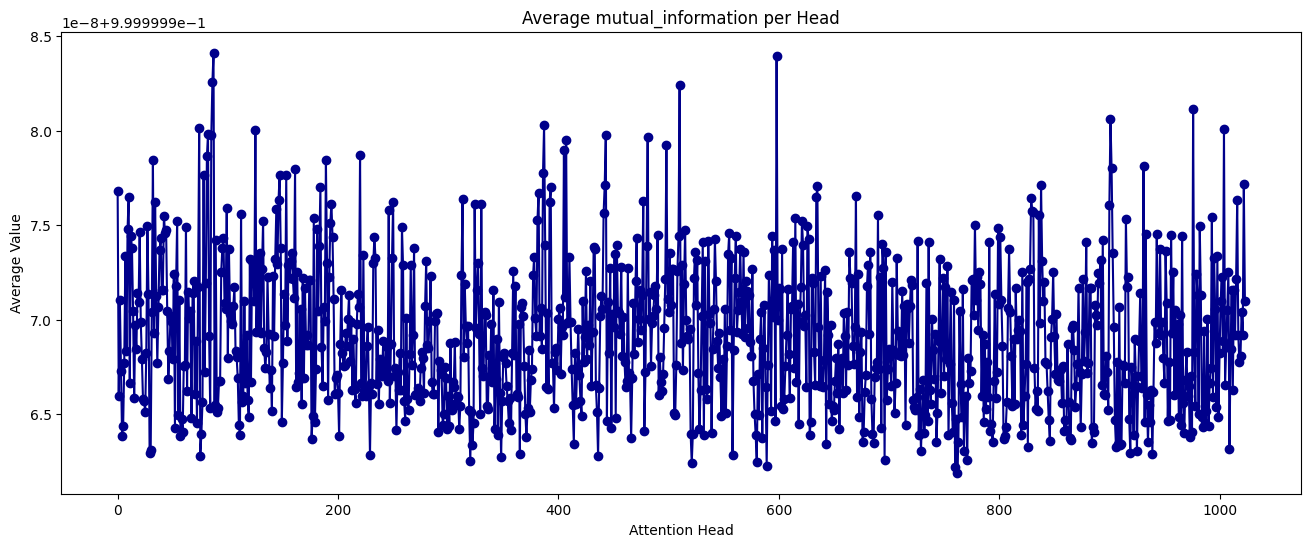 Average mutual_information per Head
1e−8+9.999999e−1
8.5
8.0
7.5
7.0
6.5
Average Value
0
200
400
600
800
1000
Attention Head